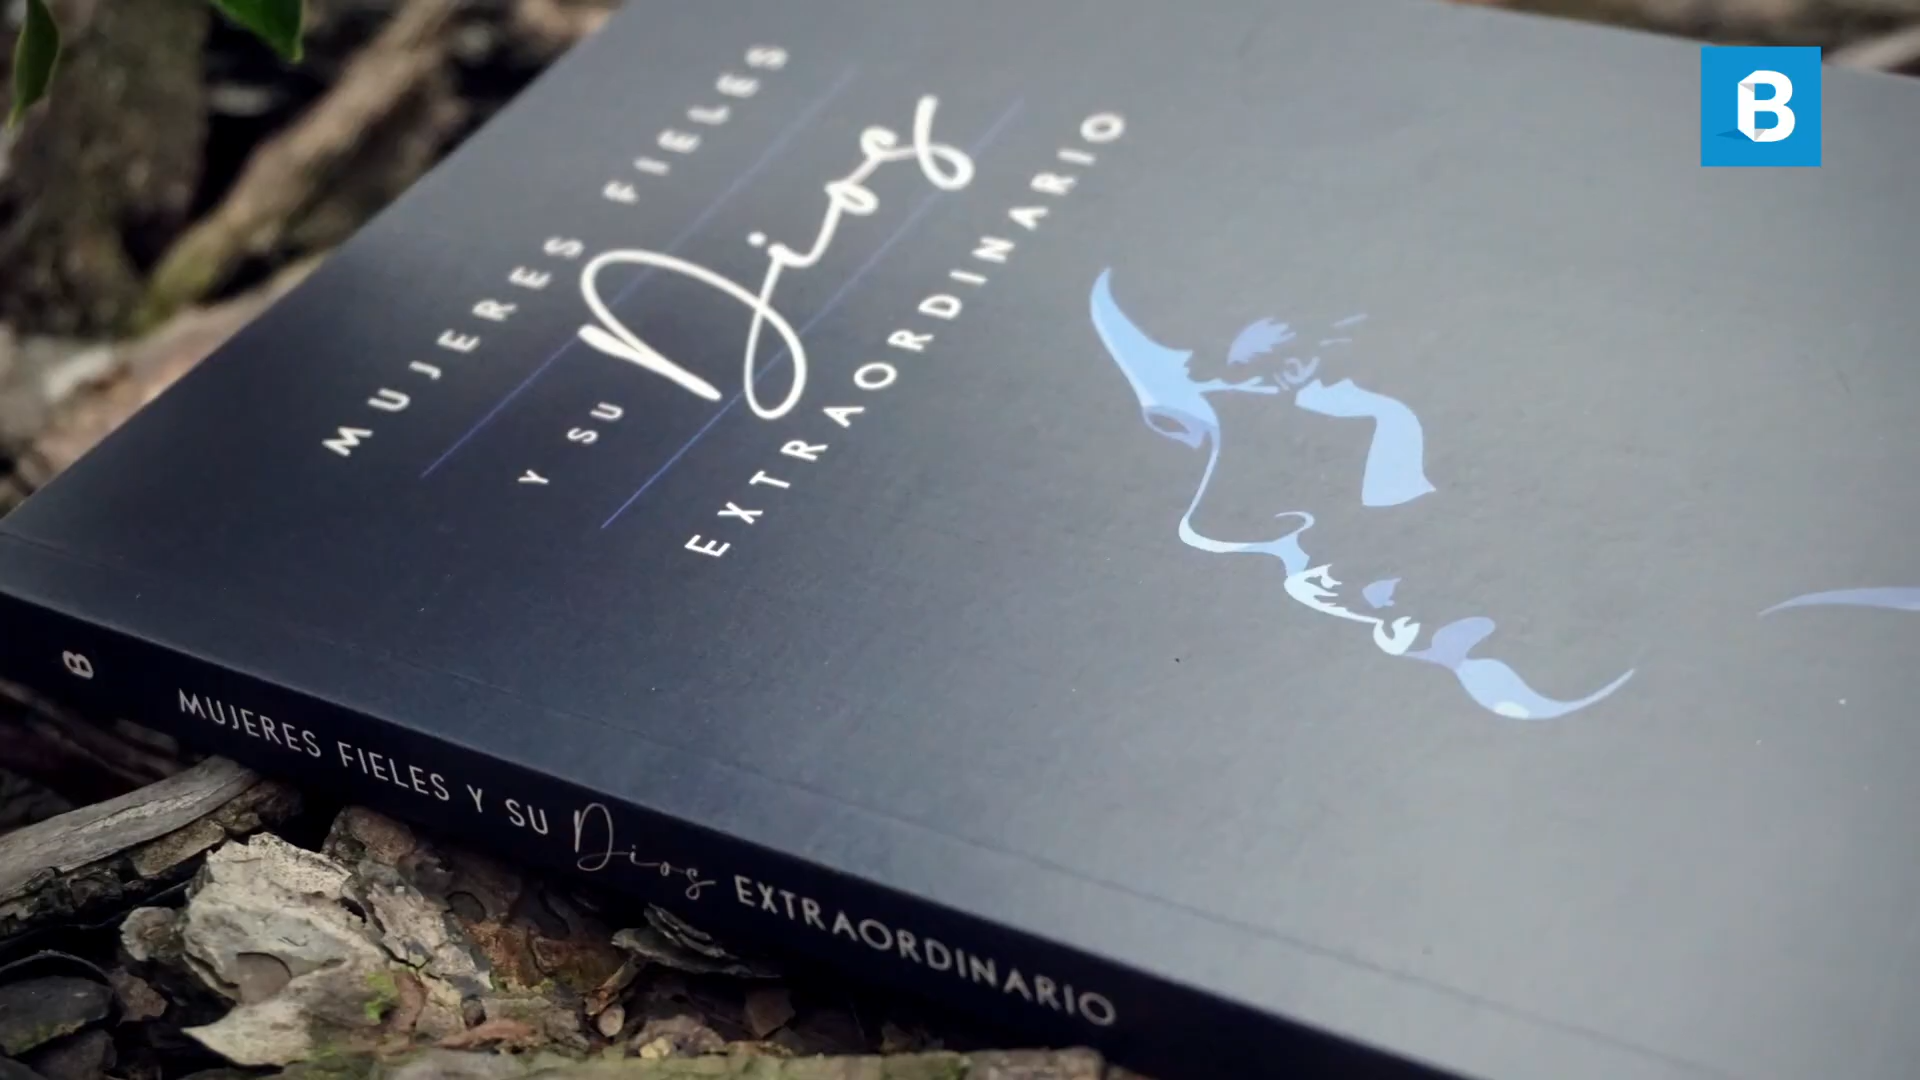 MUJERES FIELES
Y SU Dios
EXTRAORDINARIO
B
MUJERES FIELES Y SU Dios EXTRAORDINARIO
B